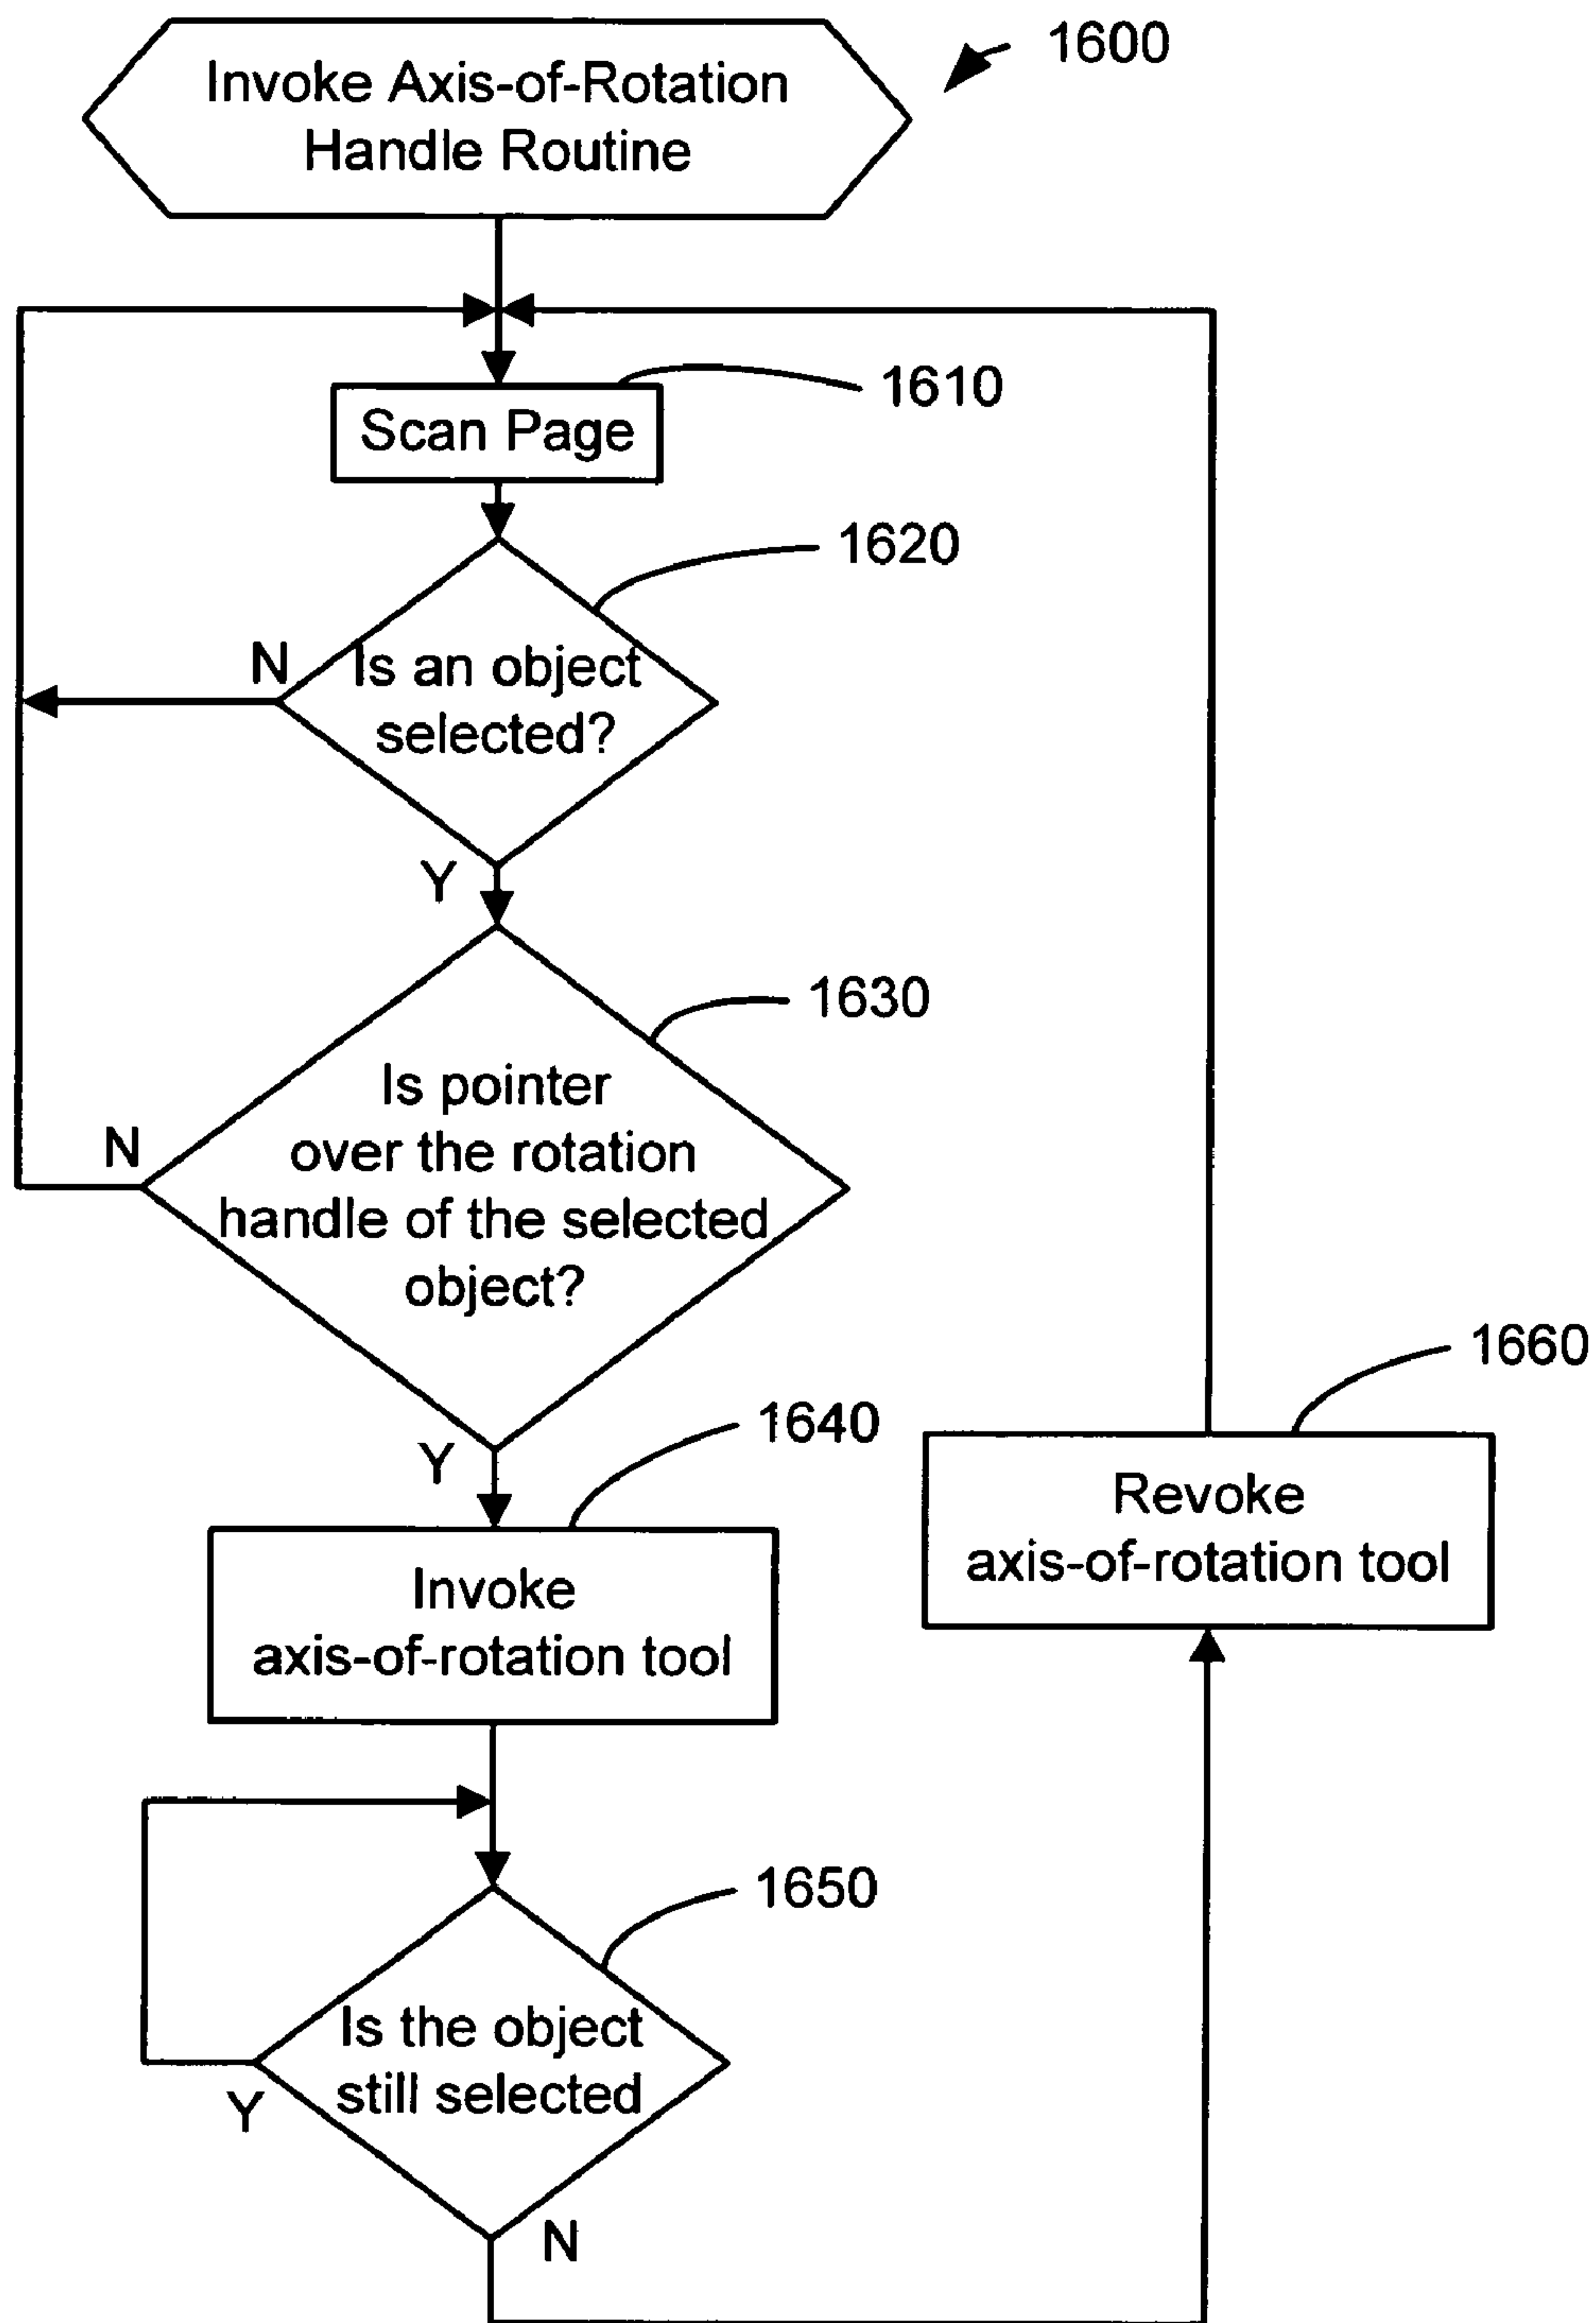 Invoke Axis-of-Rotation
Handle Routine
1600
1610
Scan Page
1620
N
Is an object
selected?
Y
1630
Is pointer
over the rotation
handle of the selected
object?
N
Y
1640
Invoke
axis-of-rotation tool
1660
Revoke
axis-of-rotation tool
1650
Is the object
still selected
Y
N